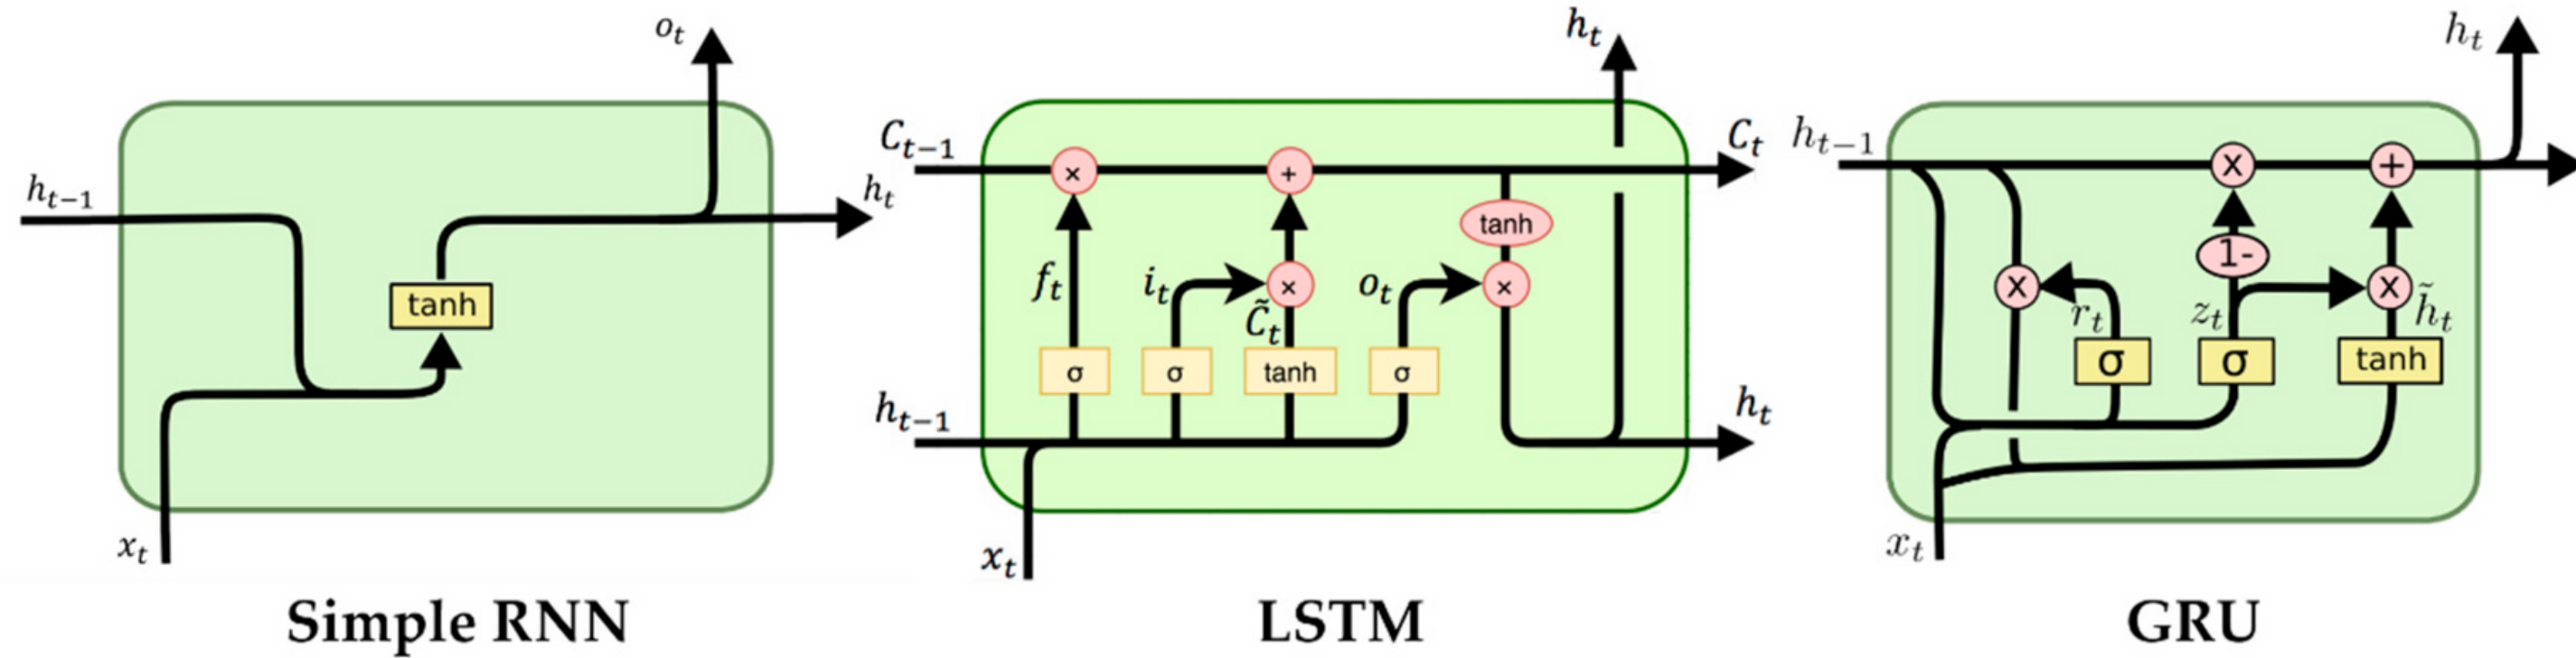 o_t
h_{t-1}
h_t
tanh
x_t
Simple RNN
h_t
C_{t-1}
C_t
×
+
tanh
f_t
i_t
×
o_t
×
C̃_t
σ
σ
tanh
σ
h_{t-1}
h_t
x_t
LSTM
h_t
h_{t-1}
x
+
1-
x
x
r_t
z_t
h̃_t
σ
σ
tanh
x_t
GRU